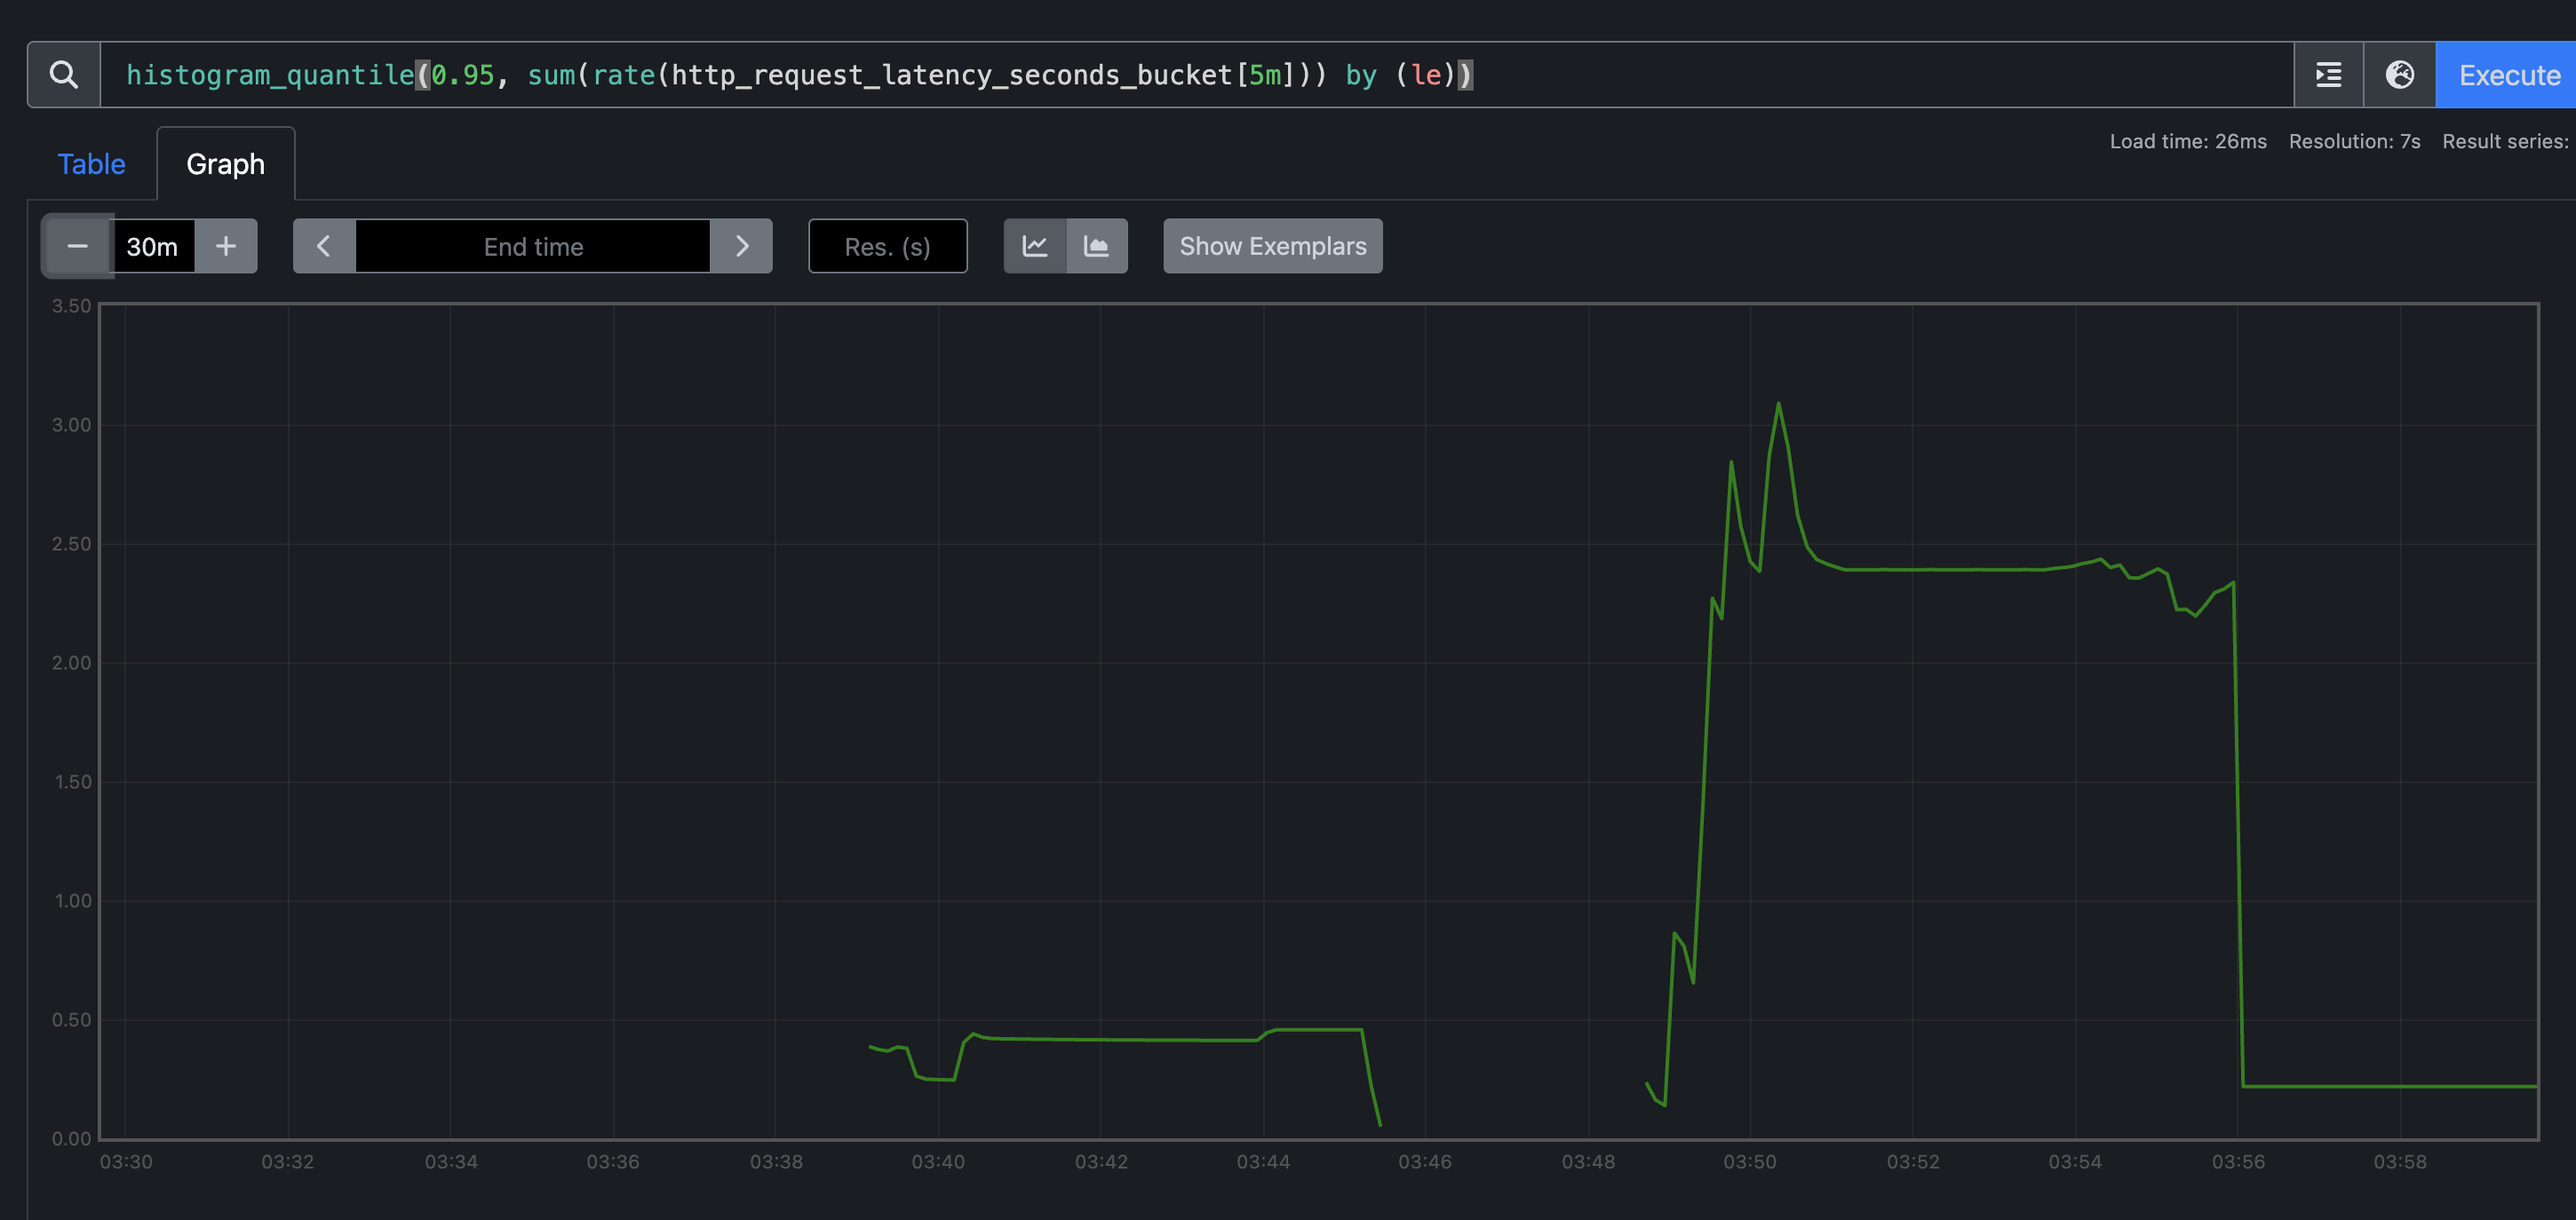 histogram_quantile(0.95, sum(rate(http_request_latency_seconds_bucket[5m])) by (le))
Execute
Table
Graph
Load time: 26ms Resolution: 7s Result series:
− 30m +
End time
Res. (s)
Show Exemplars
3.50
3.00
2.50
2.00
1.50
1.00
0.50
0.00
03:30 03:32 03:34 03:36 03:38 03:40 03:42 03:44 03:46 03:48 03:50 03:52 03:54 03:56 03:58